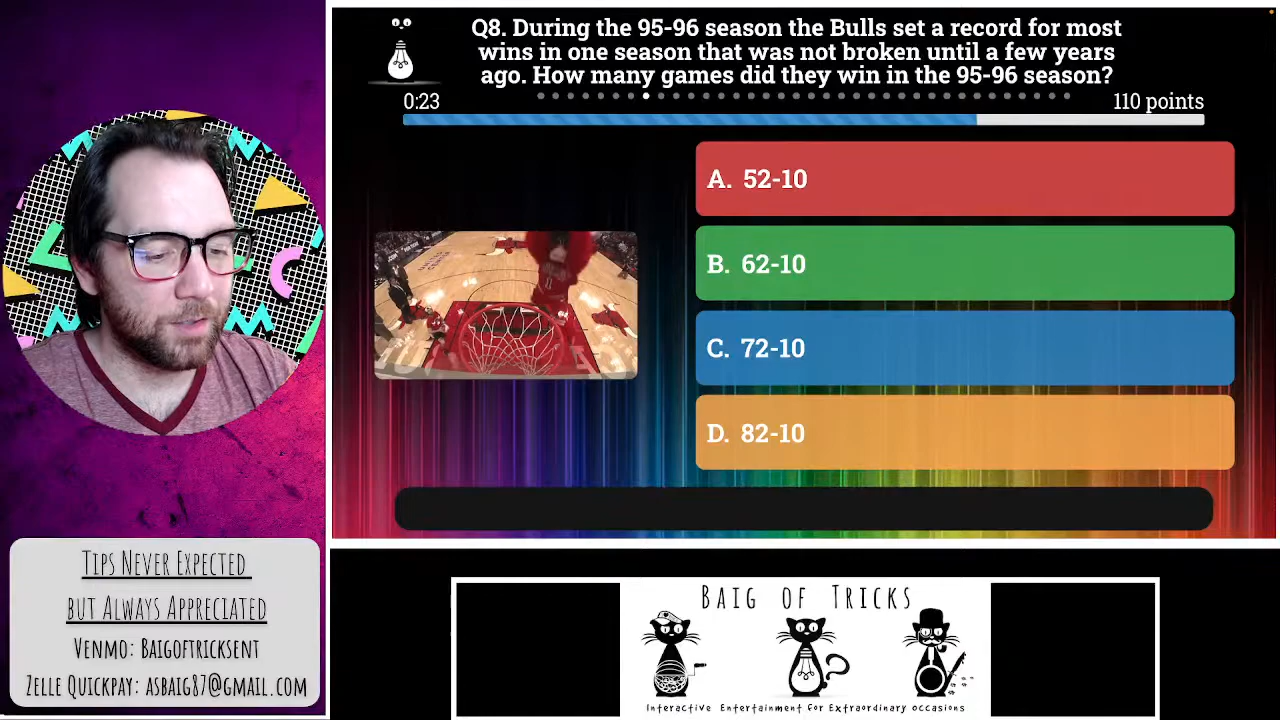 Q8. During the 95-96 season the Bulls set a record for most
wins in one season that was not broken until a few years
ago. How many games did they win in the 95-96 season?
0:23
110 points
A. 52-10
B. 62-10
C. 72-10
D. 82-10
Tips Never Expected
but Always Appreciated
Venmo: Baigoftricksent
Zelle Quickpay: asbaig87@gmail.com
Baig of Tricks
Interactive Entertainment for Extraordinary Occasions